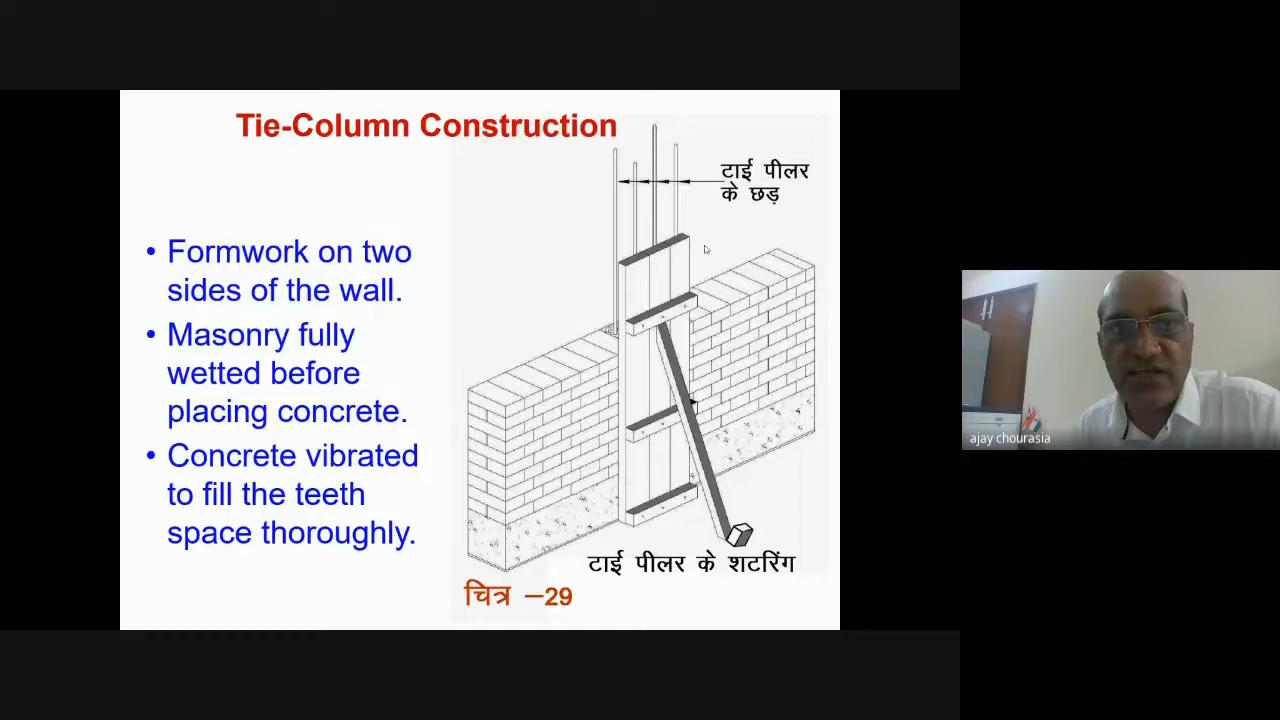 Tie-Column Construction
• Formwork on two
sides of the wall.
• Masonry fully
wetted before
placing concrete.
• Concrete vibrated
to fill the teeth
space thoroughly.
टाई पीलर
के छड़
टाई पीलर के शटरिंग
चित्र –29
ajay chourasia